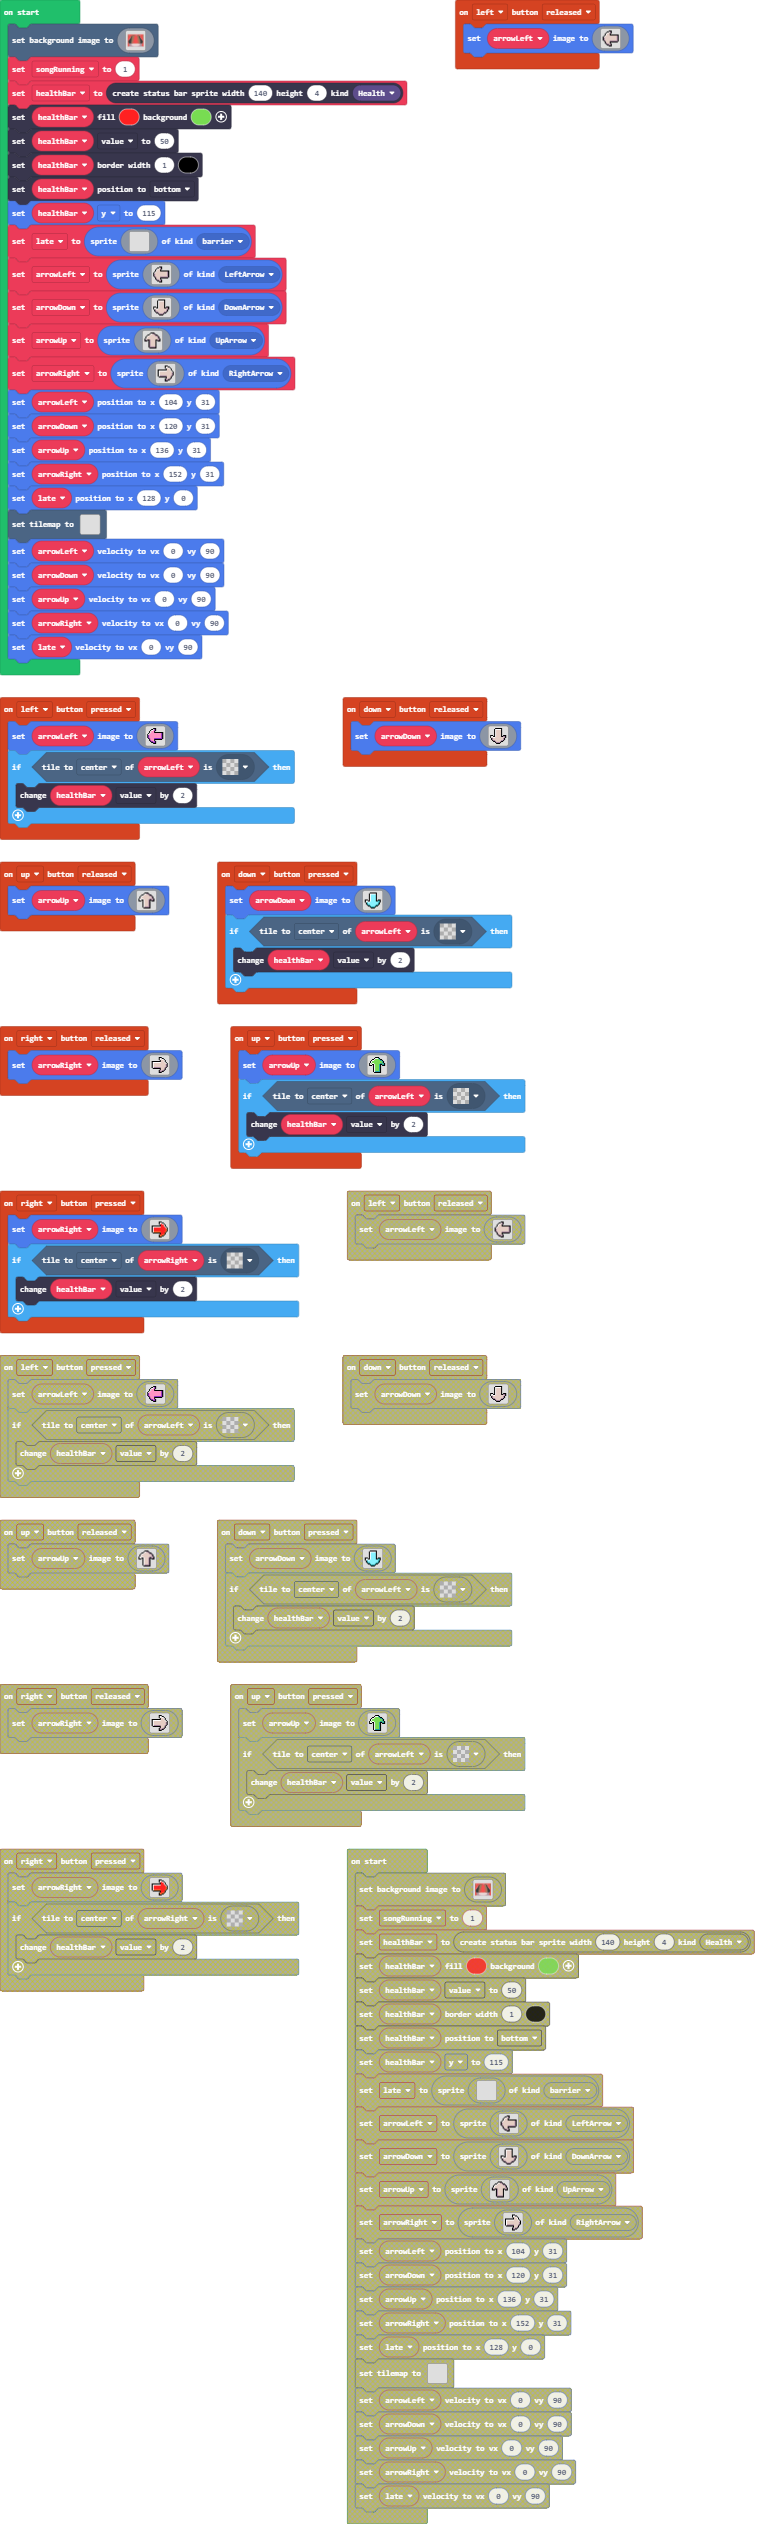 on start
set background image to
set songRunning to 1
set healthBar to create status bar sprite width 140 height 4 kind Health
set healthBar fill background
set healthBar value to 50
set healthBar border width 1
set healthBar position to bottom
set healthBar y to 115
set late to sprite of kind barrier
set arrowLeft to sprite of kind LeftArrow
set arrowDown to sprite of kind DownArrow
set arrowUp to sprite of kind UpArrow
set arrowRight to sprite of kind RightArrow
set arrowLeft position to x 104 y 31
set arrowDown position to x 120 y 31
set arrowUp position to x 136 y 31
set arrowRight position to x 152 y 31
set late position to x 128 y 0
set tilemap to
set arrowLeft velocity to vx 0 vy 90
set arrowDown velocity to vx 0 vy 90
set arrowUp velocity to vx 0 vy 90
set arrowRight velocity to vx 0 vy 90
set late velocity to vx 0 vy 90
on left button released
set arrowLeft image to
on left button pressed
set arrowLeft image to
if tile to center of arrowLeft is then
change healthBar value by 2
on down button released
set arrowDown image to
on up button released
set arrowUp image to
on down button pressed
set arrowDown image to
if tile to center of arrowLeft is then
change healthBar value by 2
on right button released
set arrowRight image to
on up button pressed
set arrowUp image to
if tile to center of arrowLeft is then
change healthBar value by 2
on right button pressed
set arrowRight image to
if tile to center of arrowRight is then
change healthBar value by 2
on left button released
set arrowLeft image to
on left button pressed
set arrowLeft image to
if tile to center of arrowLeft is then
change healthBar value by 2
on down button released
set arrowDown image to
on up button released
set arrowUp image to
on down button pressed
set arrowDown image to
if tile to center of arrowLeft is then
change healthBar value by 2
on right button released
set arrowRight image to
on up button pressed
set arrowUp image to
if tile to center of arrowLeft is then
change healthBar value by 2
on right button pressed
set arrowRight image to
if tile to center of arrowRight is then
change healthBar value by 2
on start
set background image to
set songRunning to 1
set healthBar to create status bar sprite width 140 height 4 kind Health
set healthBar fill background
set healthBar value to 50
set healthBar border width 1
set healthBar position to bottom
set healthBar y to 115
set late to sprite of kind barrier
set arrowLeft to sprite of kind LeftArrow
set arrowDown to sprite of kind DownArrow
set arrowUp to sprite of kind UpArrow
set arrowRight to sprite of kind RightArrow
set arrowLeft position to x 104 y 31
set arrowDown position to x 120 y 31
set arrowUp position to x 136 y 31
set arrowRight position to x 152 y 31
set late position to x 128 y 0
set tilemap to
set arrowLeft velocity to vx 0 vy 90
set arrowDown velocity to vx 0 vy 90
set arrowUp velocity to vx 0 vy 90
set arrowRight velocity to vx 0 vy 90
set late velocity to vx 0 vy 90